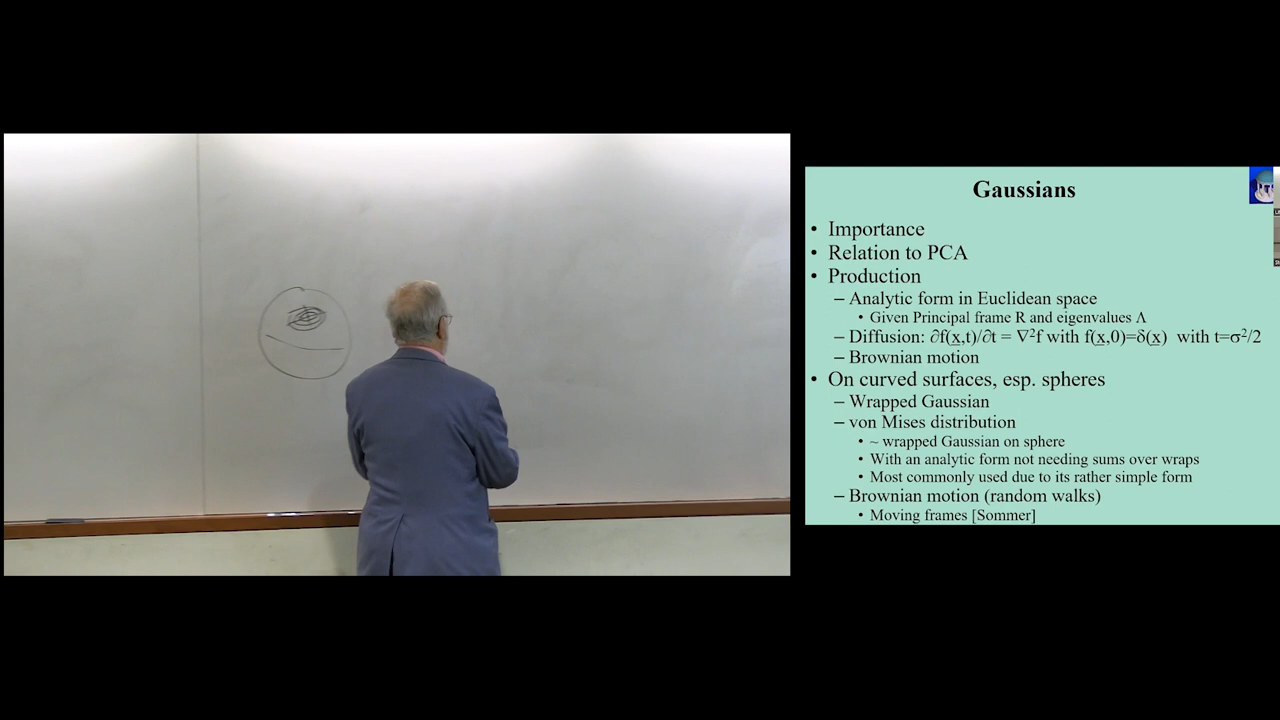 Gaussians
• Importance
• Relation to PCA
• Production
– Analytic form in Euclidean space
• Given Principal frame R and eigenvalues Λ
– Diffusion: ∂f(x,t)/∂t = ∇²f with f(x,0)=δ(x) with t=σ²/2
– Brownian motion
• On curved surfaces, esp. spheres
– Wrapped Gaussian
– von Mises distribution
• ~ wrapped Gaussian on sphere
• With an analytic form not needing sums over wraps
• Most commonly used due to its rather simple form
– Brownian motion (random walks)
• Moving frames [Sommer]